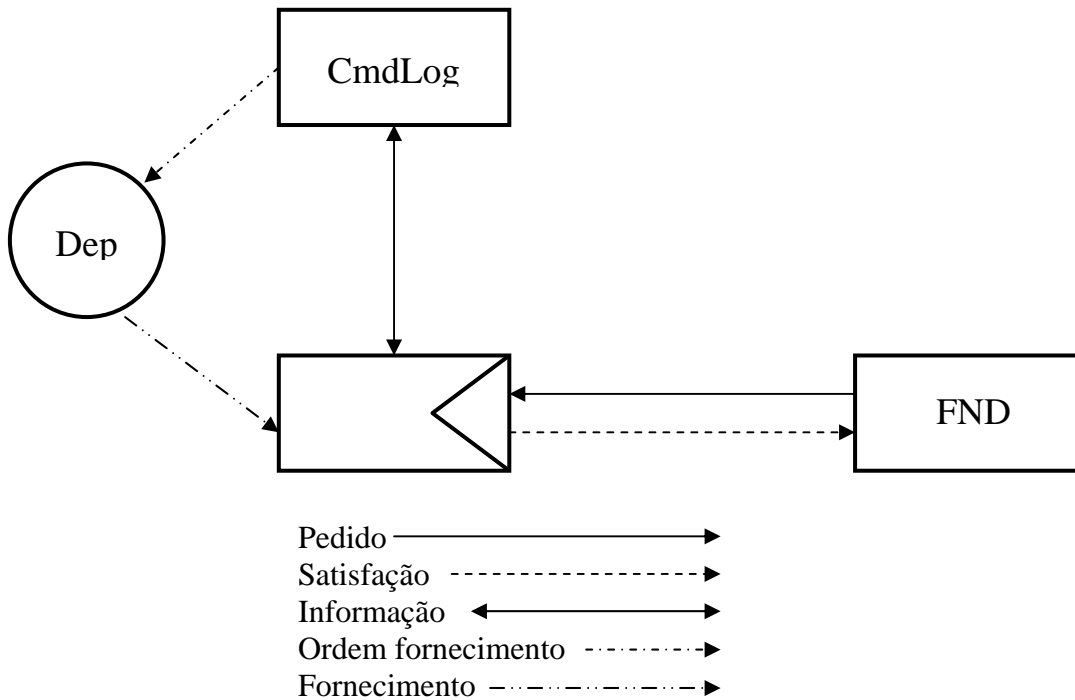 CmdLog
Dep
FND
Pedido
Satisfação
Informação
Ordem fornecimento
Fornecimento